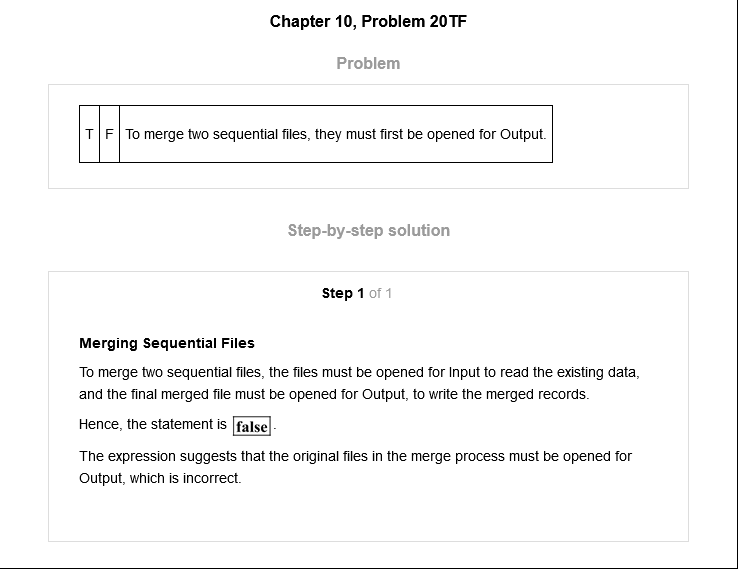 Chapter 10, Problem 20TF
Problem
T F To merge two sequential files, they must first be opened for Output.
Step-by-step solution
Step 1 of 1
Merging Sequential Files
To merge two sequential files, the files must be opened for Input to read the existing data,
and the final merged file must be opened for Output, to write the merged records.
Hence, the statement is false.
The expression suggests that the original files in the merge process must be opened for
Output, which is incorrect.